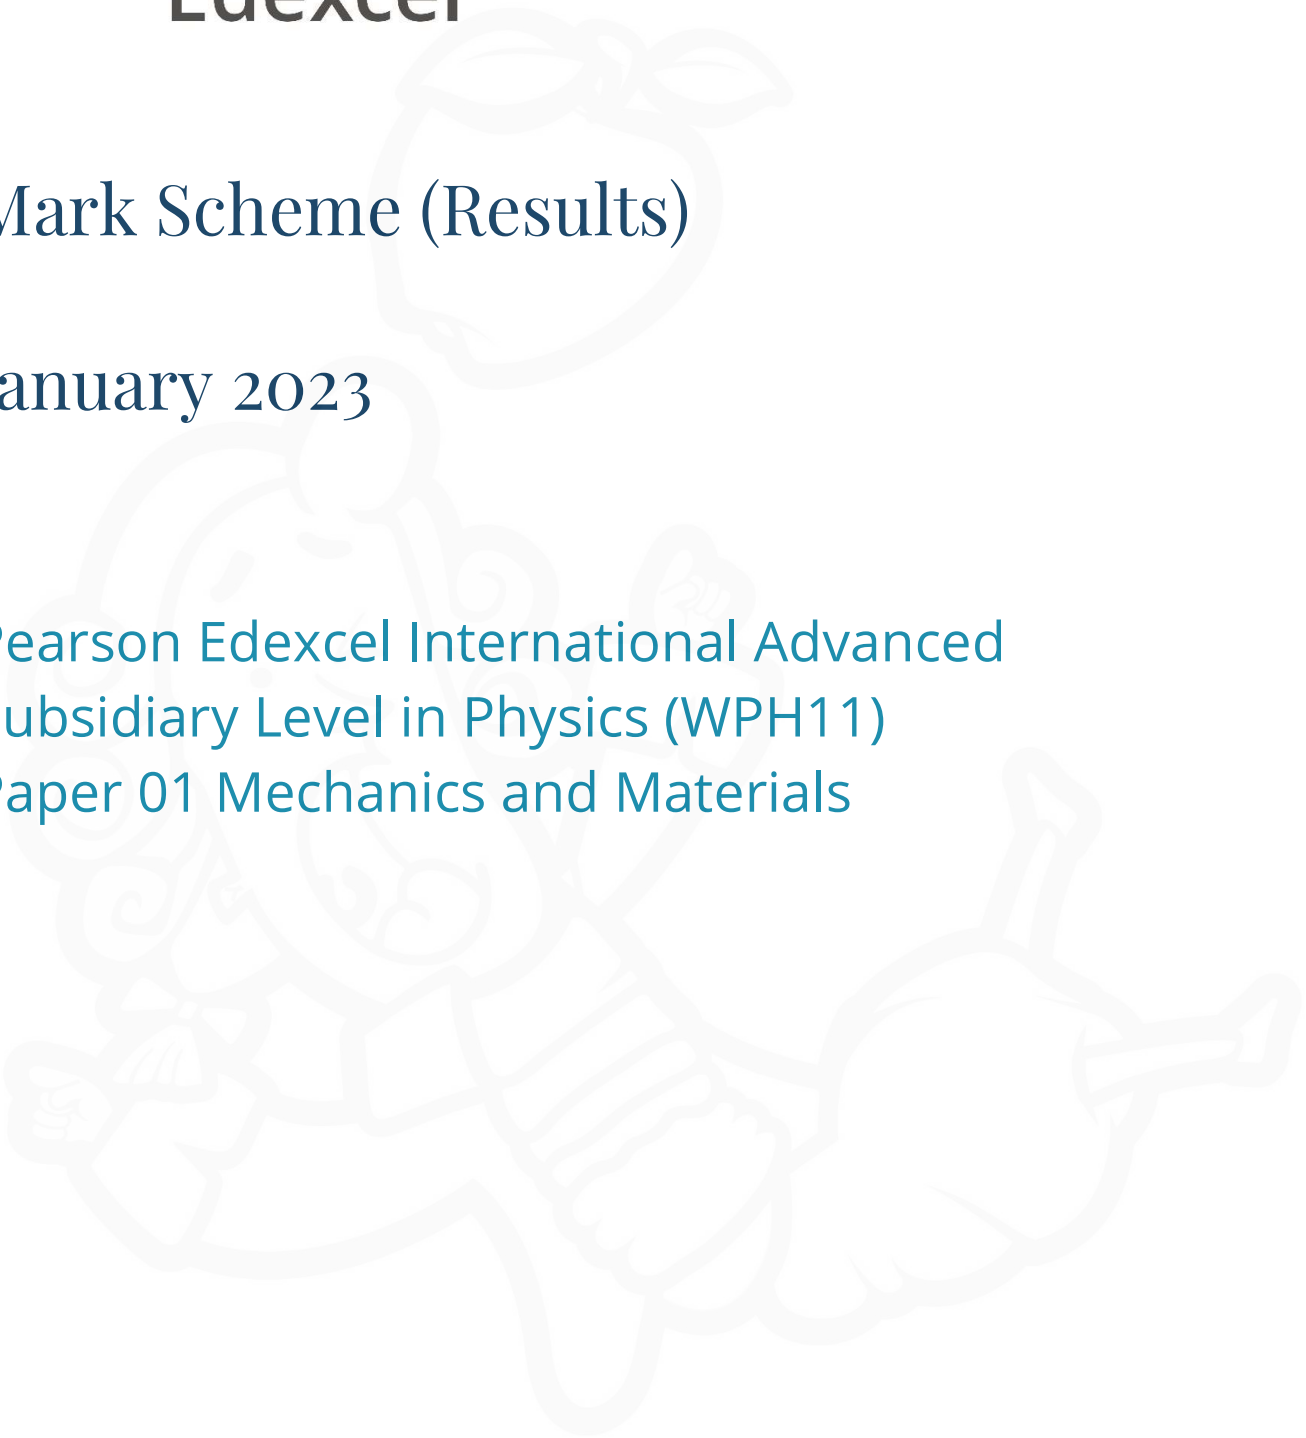 Edexcel
Mark Scheme (Results)
January 2023
Pearson Edexcel International Advanced
Subsidiary Level in Physics (WPH11)
Paper 01 Mechanics and Materials